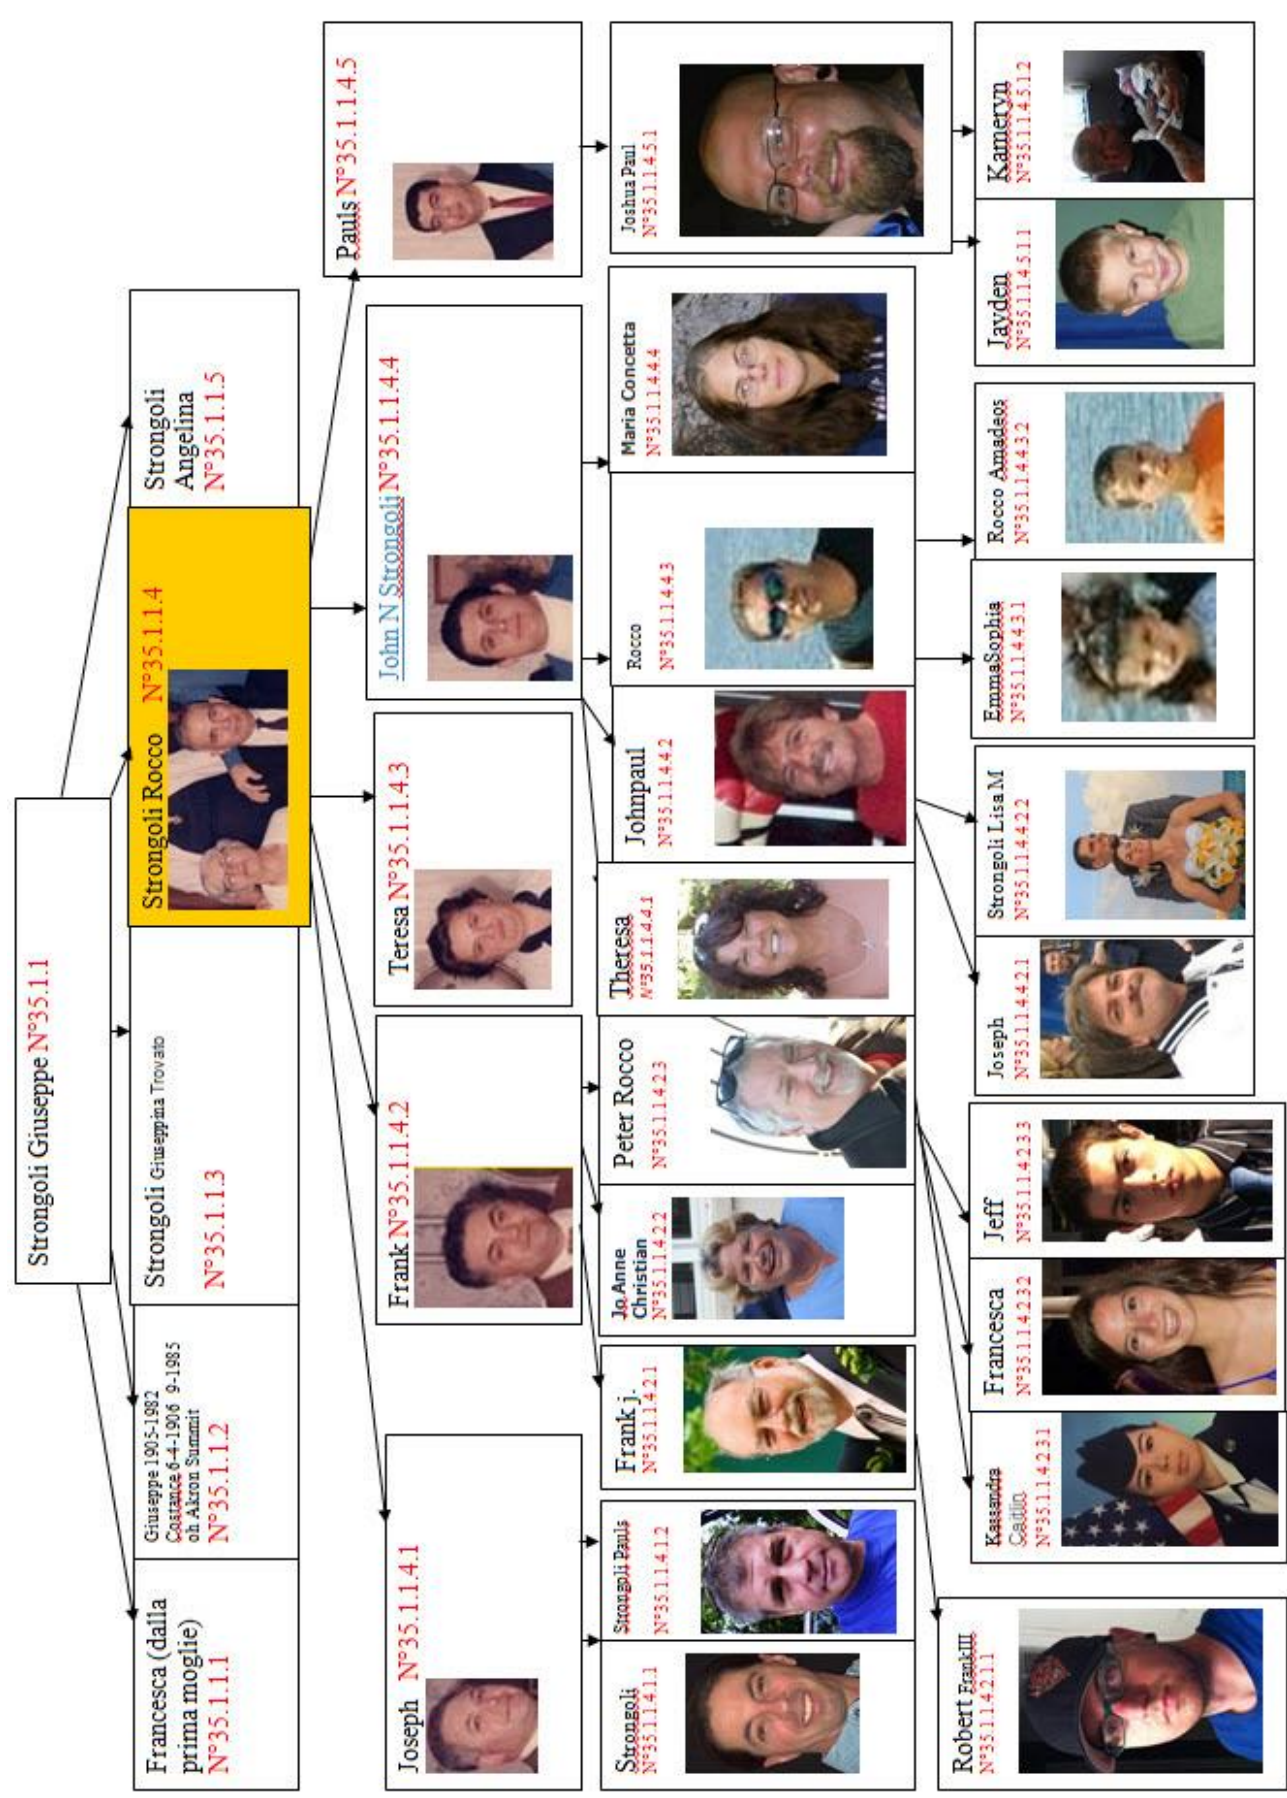 Strongoli Giuseppe N°35.1.1
Francesca (dalla
prima moglie)
N°35.1.1.1
Giuseppe 1905-1982
Costance 6-4-1906 9-1985
oh Akron Summit
N°35.1.1.2
Strongoli Giuseppina Trovato
N°35.1.1.3
Strongoli Rocco N°35.1.1.4
Strongoli
Angelina
N°35.1.1.5
Joseph N°35.1.1.4.1
Frank N°35.1.1.4.2
Teresa N°35.1.1.4.3
John N Strongoli N°35.1.1.4.4
Pauls N°35.1.1.4.5
Strongoli
N°35.1.1.4.1.1
Strongoli Pauls
N°35.1.1.4.1.2
Frank j.
N°35.1.1.4.2.1
Jo Anne
Christian
N°35.1.1.4.2.2
Peter Rocco
N°35.1.1.4.2.3
Theresa
N°35.1.1.4.4.1
Johnpaul
N°35.1.1.4.4.2
Rocco
N°35.1.1.4.4.3
Maria Concetta
N°35.1.1.4.4.4
Joshua Paul
N°35.1.1.4.5.1
Robert FrankIII
N°35.1.1.4.2.1.1
Kassandra
Caitlin
N°35.1.1.4.2.3.1
Francesca
N°35.1.1.4.2.3.2
Jeff
N°35.1.1.4.2.3.3
Joseph
N°35.1.1.4.4.2.1
Strongoli Lisa M
N°35.1.1.4.4.2.2
EmmaSophia
N°35.1.1.4.4.3.1
Rocco Amadeos
N°35.1.1.4.4.3.2
Jayden
N°35.1.1.4.5.1.1
Kameryn
N°35.1.1.4.5.1.2